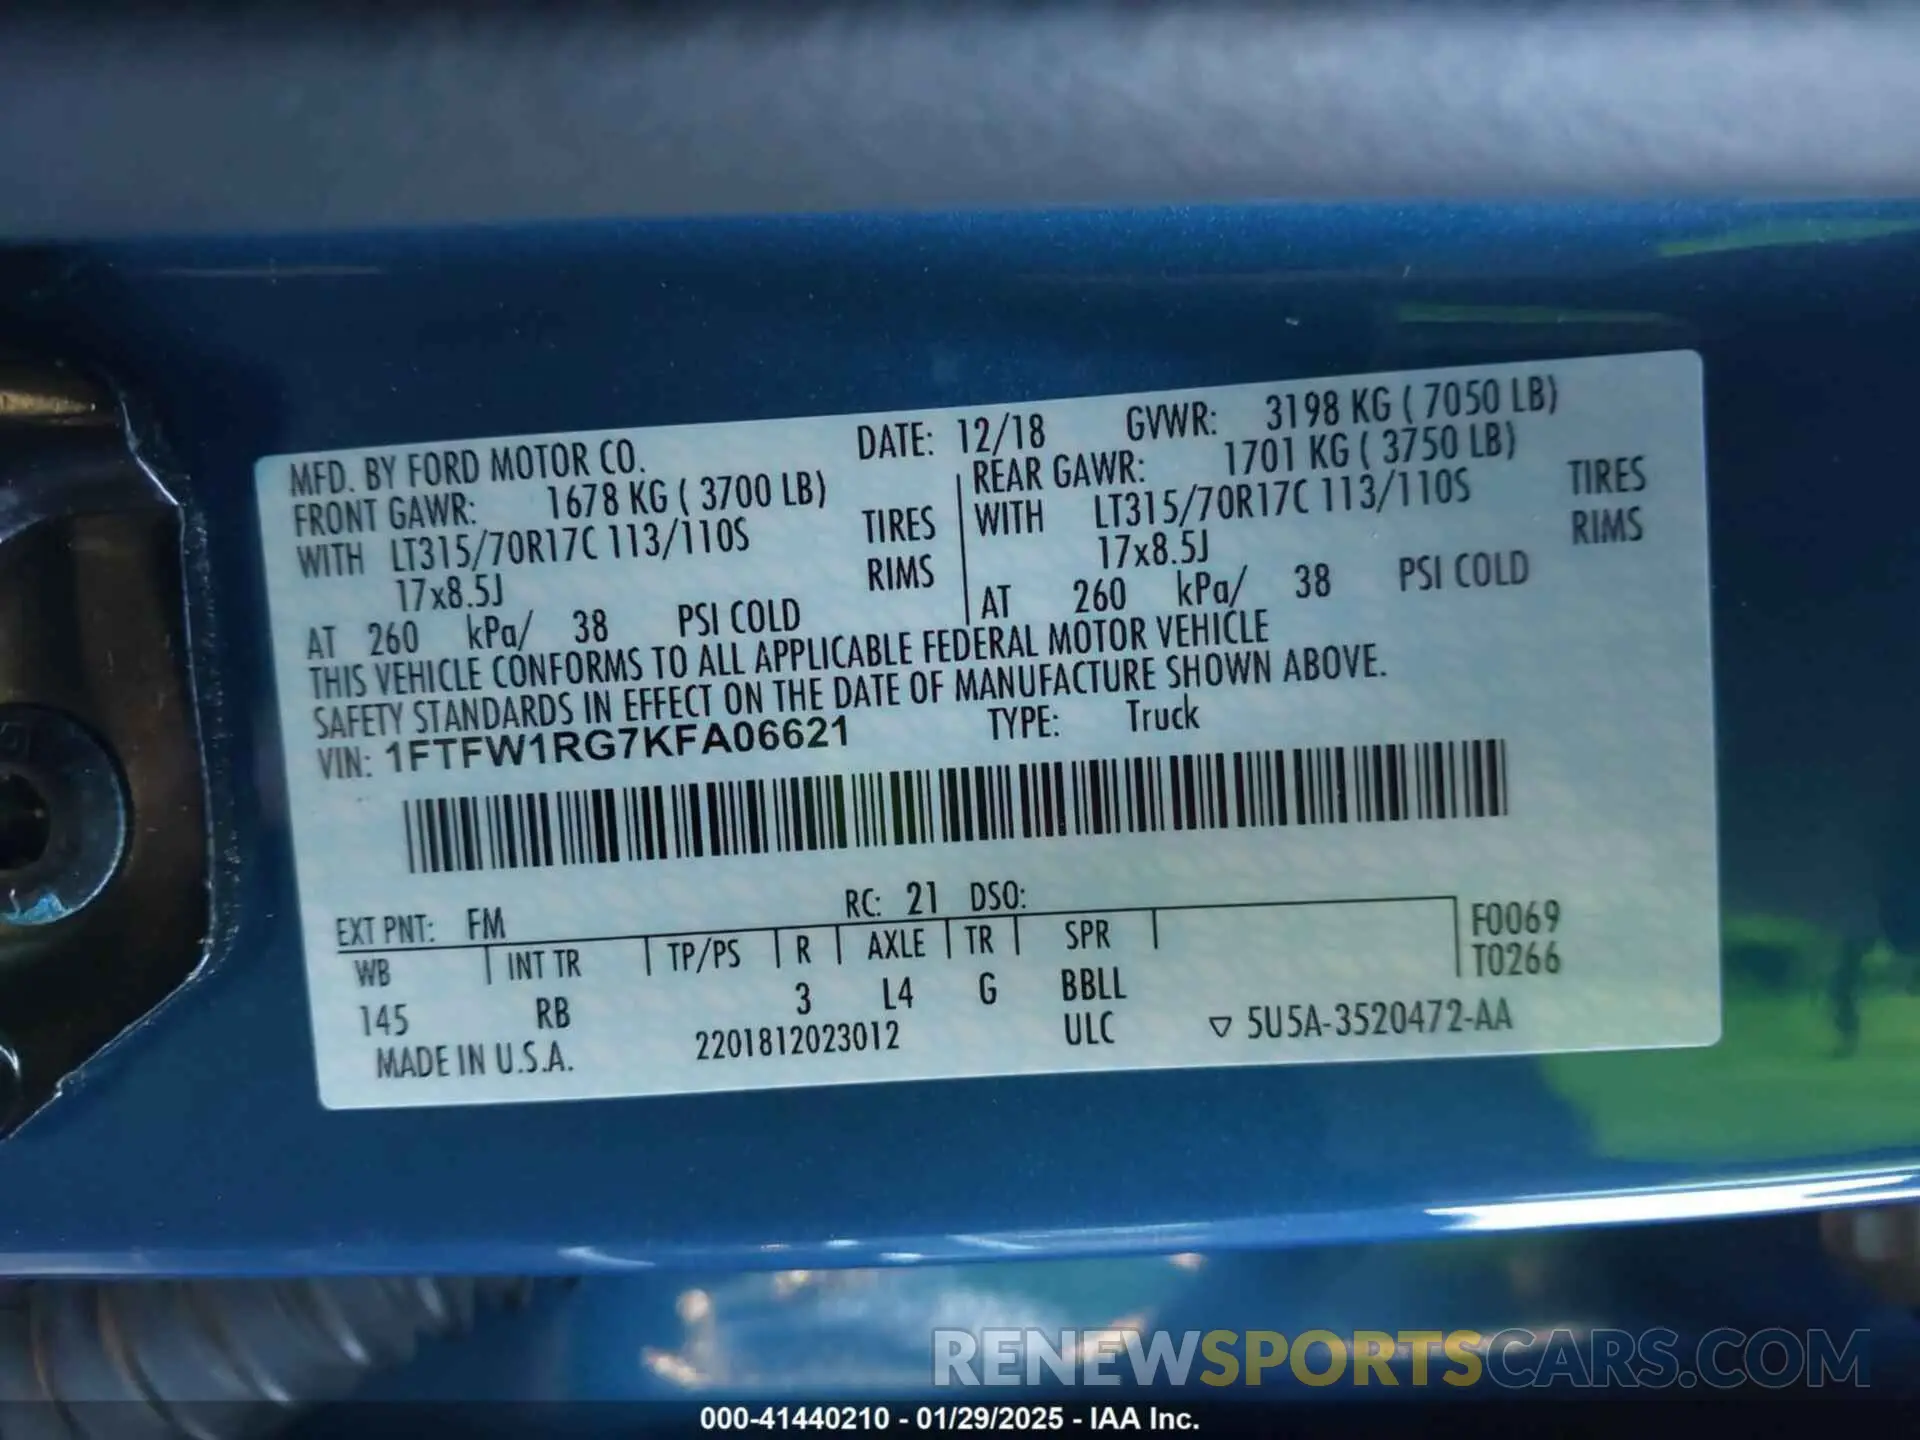 MFD. BY FORD MOTOR CO. DATE: 12/18 GVWR: 3198 KG ( 7050 LB)
FRONT GAWR: 1678 KG ( 3700 LB) REAR GAWR: 1701 KG ( 3750 LB)
WITH LT315/70R17C 113/110S TIRES WITH LT315/70R17C 113/110S TIRES
17x8.5J RIMS 17x8.5J RIMS
AT 260 kPa/ 38 PSI COLD AT 260 kPa/ 38 PSI COLD
THIS VEHICLE CONFORMS TO ALL APPLICABLE FEDERAL MOTOR VEHICLE
SAFETY STANDARDS IN EFFECT ON THE DATE OF MANUFACTURE SHOWN ABOVE.
VIN: 1FTFW1RG7KFA06621 TYPE: Truck
EXT PNT: FM RC: 21 DSO:
WB INT TR TP/PS R AXLE TR SPR F0069
T0266
145 RB 3 L4 G BBLL
MADE IN U.S.A. 2201812023012 ULC ▽ 5U5A-3520472-AA
RENEWSPORTSCARS.COM
000-41440210 - 01/29/2025 - IAA Inc.